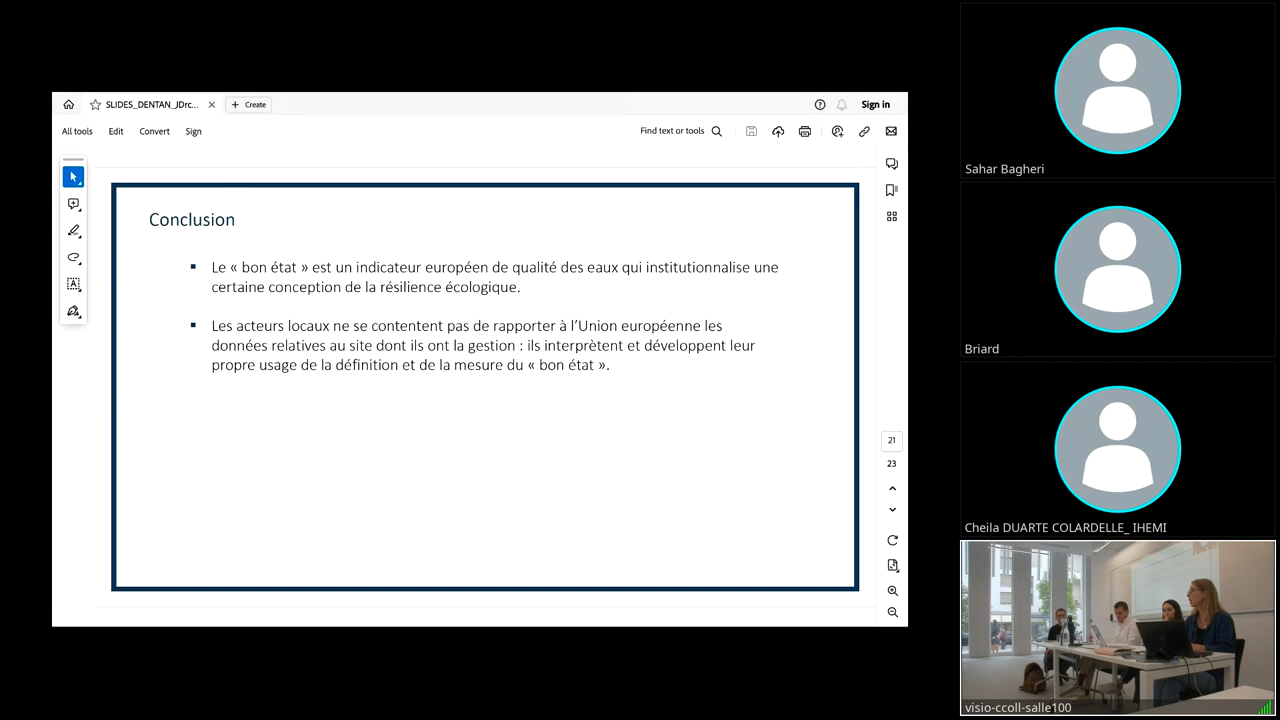 SLIDES_DENTAN_JDrc...
Create
Sign in
All tools Edit Convert Sign
Find text or tools
Conclusion
Le « bon état » est un indicateur européen de qualité des eaux qui institutionnalise une
certaine conception de la résilience écologique.
Les acteurs locaux ne se contentent pas de rapporter à l'Union européenne les
données relatives au site dont ils ont la gestion : ils interprètent et développent leur
propre usage de la définition et de la mesure du « bon état ».
21
23
Sahar Bagheri
Briard
Cheila DUARTE COLARDELLE_ IHEMI
visio-ccoll-salle100